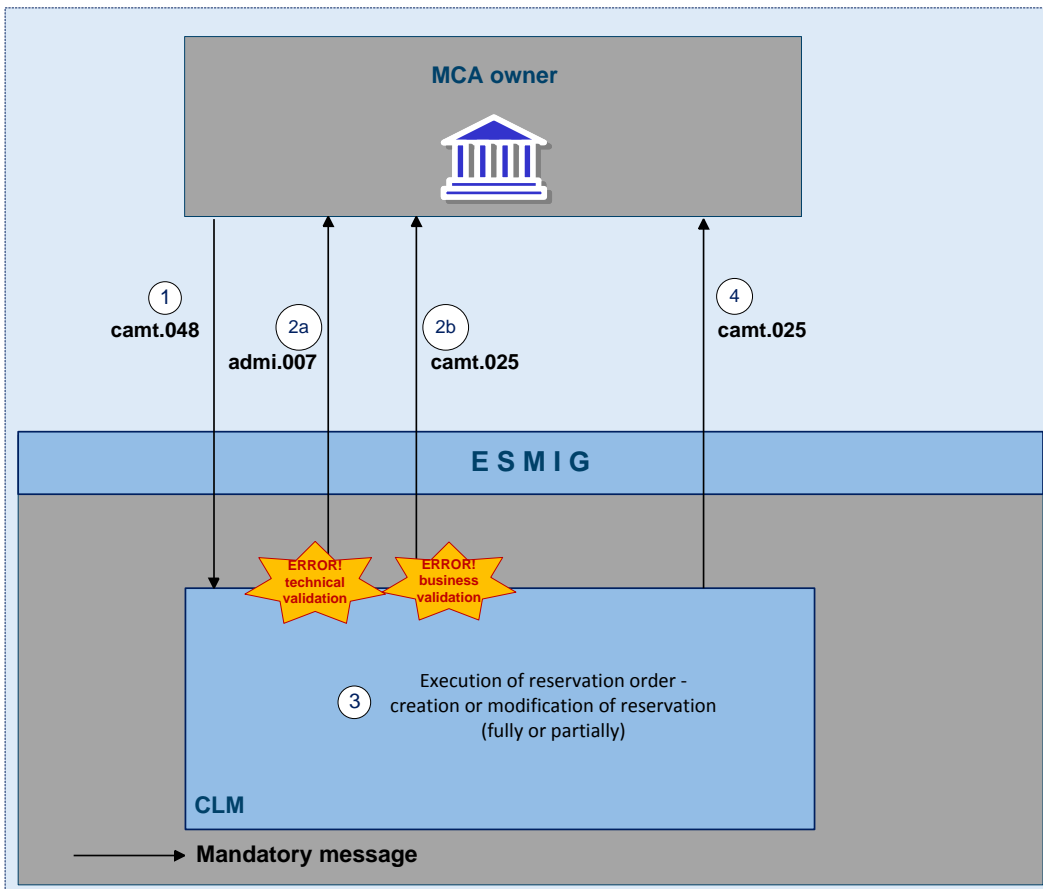 MCA owner
1
camt.048
2a
admi.007
2b
camt.025
4
camt.025
E S M I G
ERROR!
technical
validation
ERROR!
business
validation
3
Execution of reservation order -
creation or modification of reservation
(fully or partially)
CLM
Mandatory message